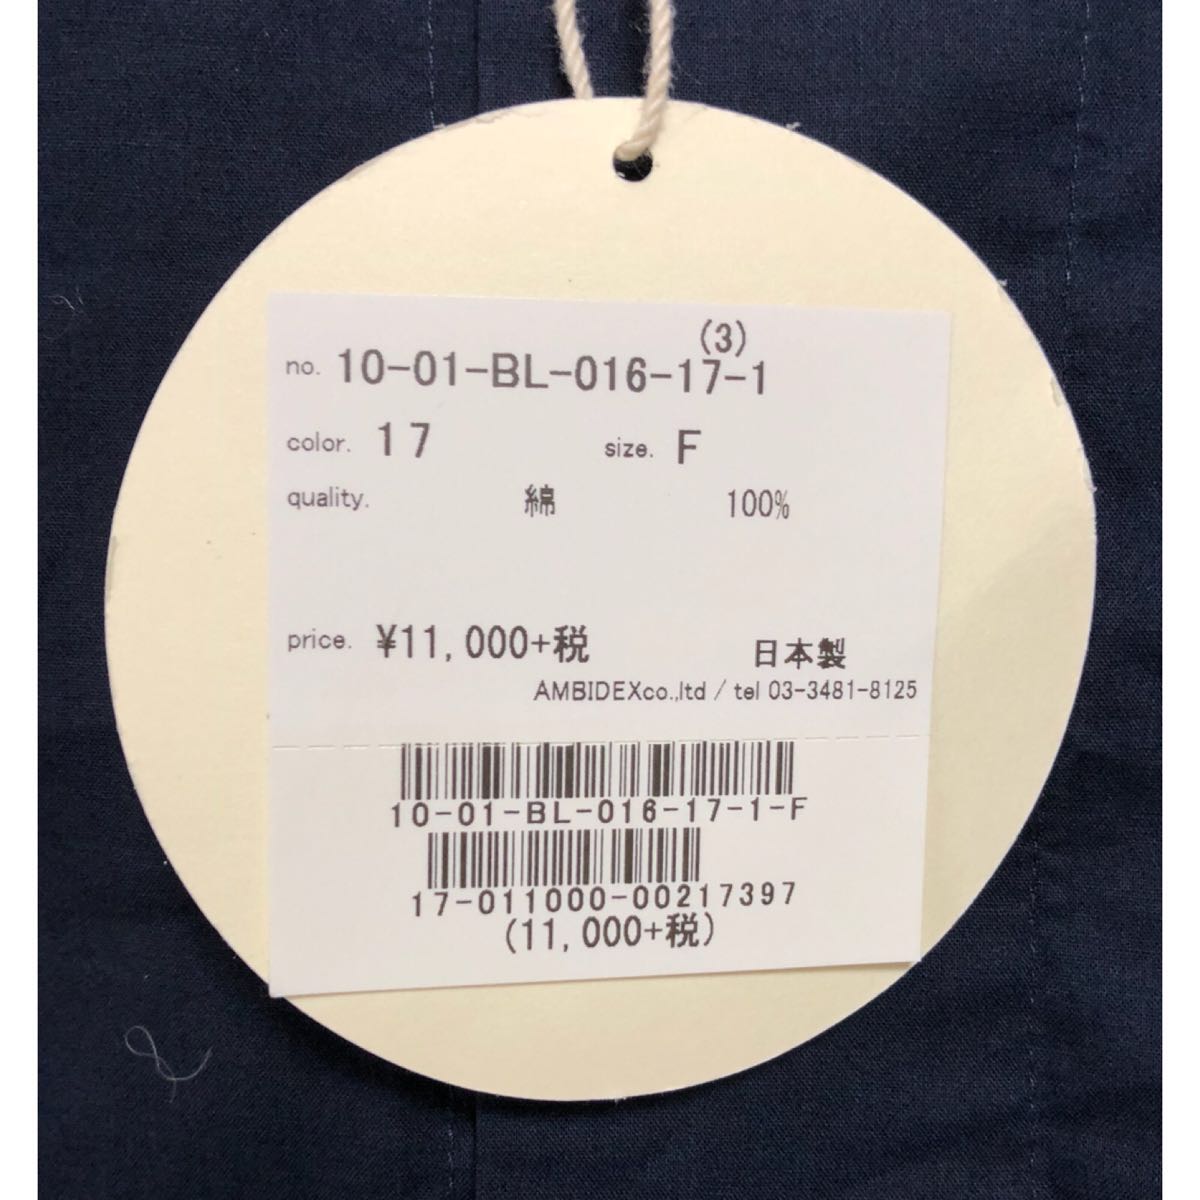 (3)
no. 10-01-BL-016-17-1
color. 17 size. F
quality. 綿 100%
price. ¥11,000+税 日本製
AMBIDEXco.,ltd / tel 03-3481-8125
10-01-BL-016-17-1-F
17-011000-00217397
(11,000+税)